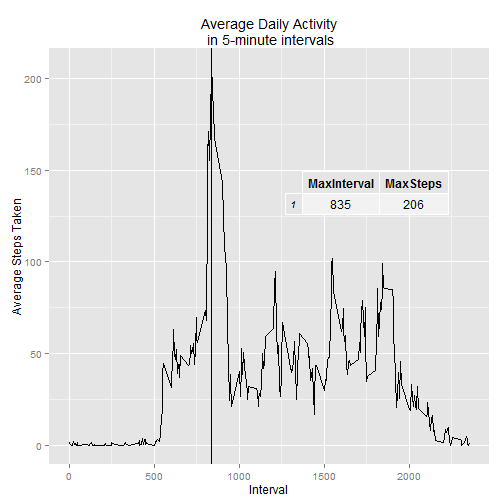 Average Daily Activity
in 5-minute intervals
Average Steps Taken
200
150
100
50
0
MaxInterval MaxSteps
1 835 206
0 500 1000 1500 2000
Interval